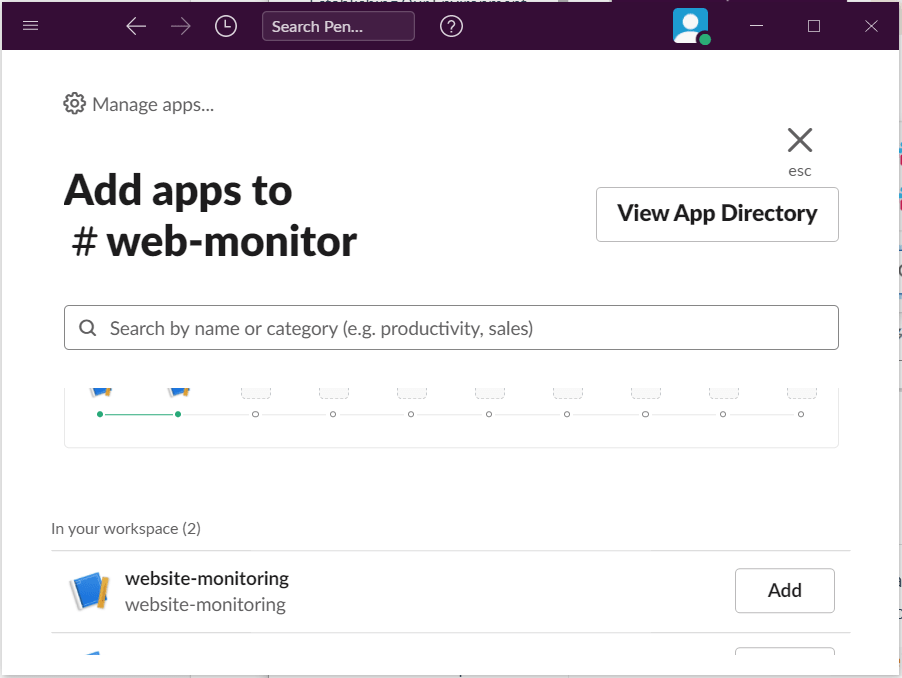 Search Pen...
Manage apps...
esc
Add apps to
# web-monitor
View App Directory
Search by name or category (e.g. productivity, sales)
In your workspace (2)
website-monitoring
website-monitoring
Add